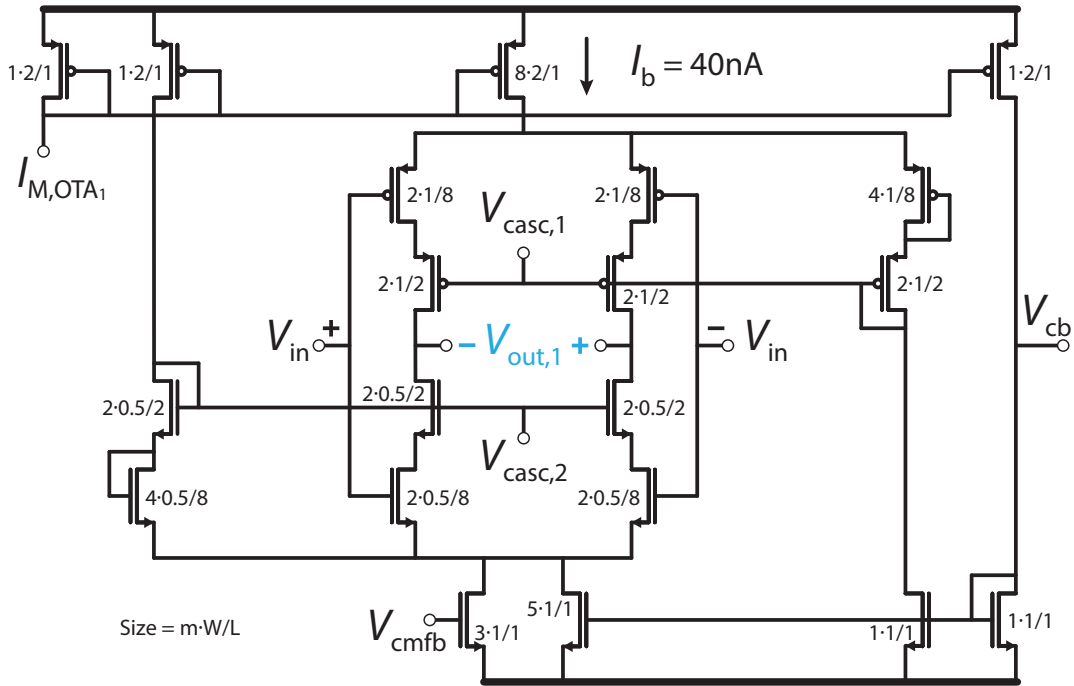 1·2/1
1·2/1
8·2/1
I_b = 40nA
1·2/1
I_M,OTA₁
2·1/8
2·1/8
4·1/8
V_casc,1
2·1/2
2·1/2
2·1/2
V_in +
− V_out,1 +
− V_in
V_cb
2·0.5/2
2·0.5/2
2·0.5/2
V_casc,2
4·0.5/8
2·0.5/8
2·0.5/8
Size = m·W/L
V_cmfb
3·1/1
5·1/1
1·1/1
1·1/1